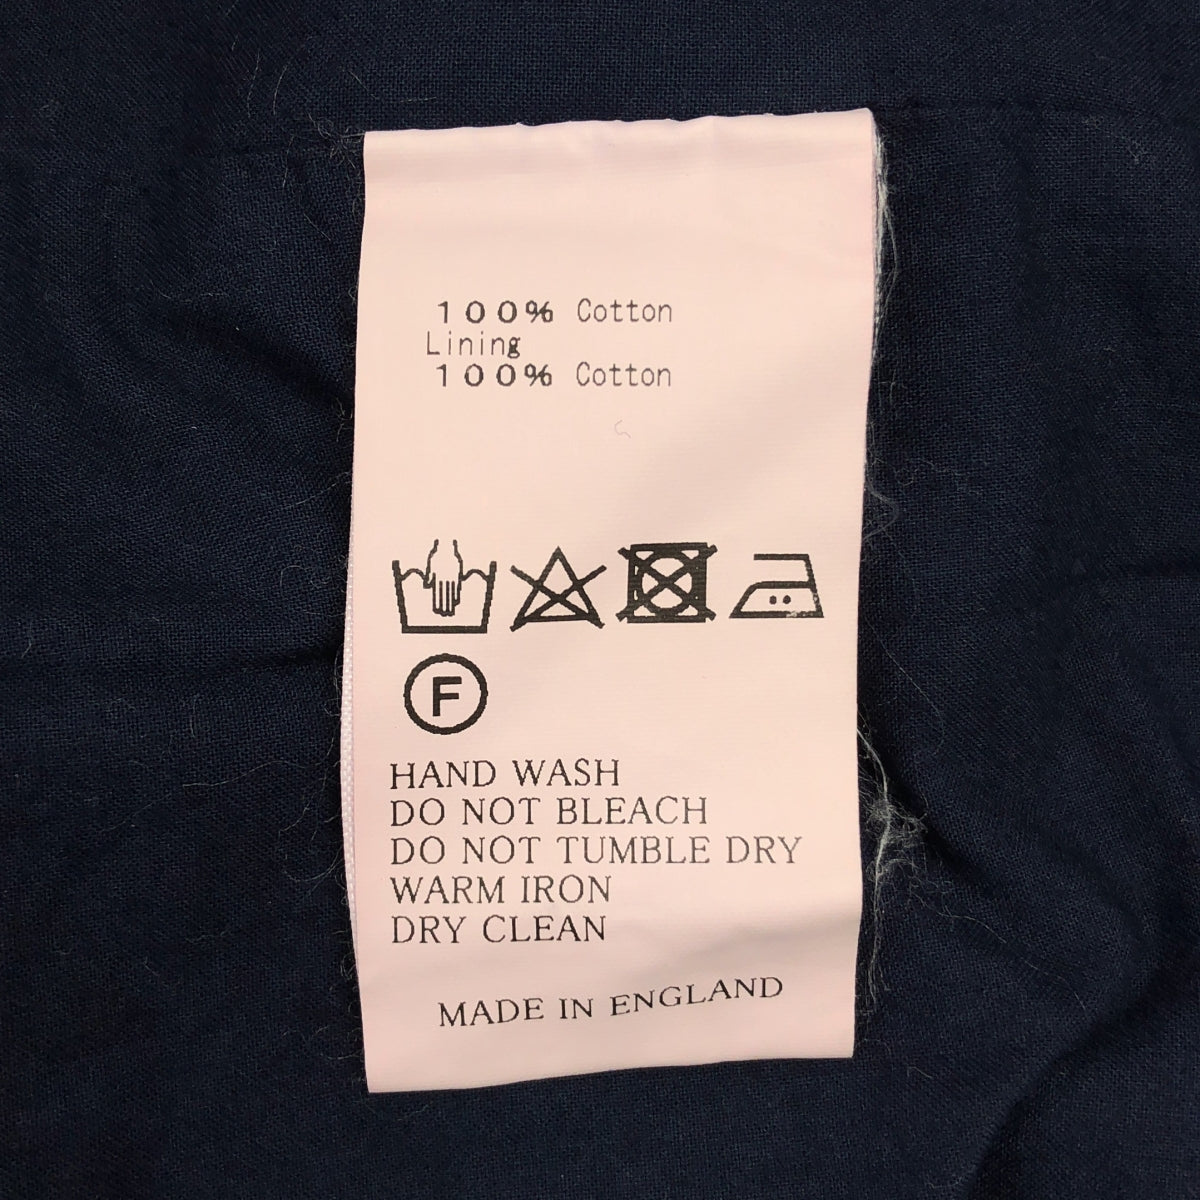 100% Cotton
Lining
100% Cotton
F
HAND WASH
DO NOT BLEACH
DO NOT TUMBLE DRY
WARM IRON
DRY CLEAN
MADE IN ENGLAND